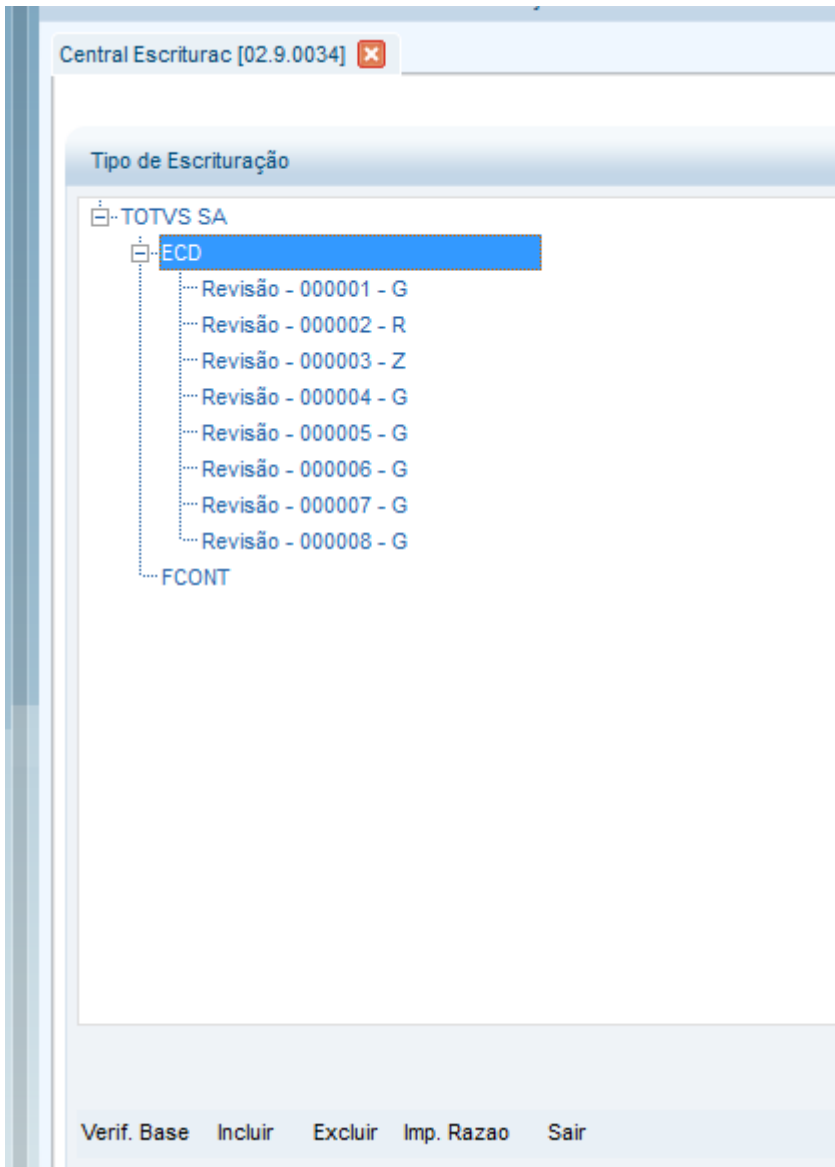 Central Escriturac [02.9.0034]
Tipo de Escrituração
TOTVS SA
ECD
Revisão - 000001 - G
Revisão - 000002 - R
Revisão - 000003 - Z
Revisão - 000004 - G
Revisão - 000005 - G
Revisão - 000006 - G
Revisão - 000007 - G
Revisão - 000008 - G
FCONT
Verif. Base Incluir Excluir Imp. Razao Sair